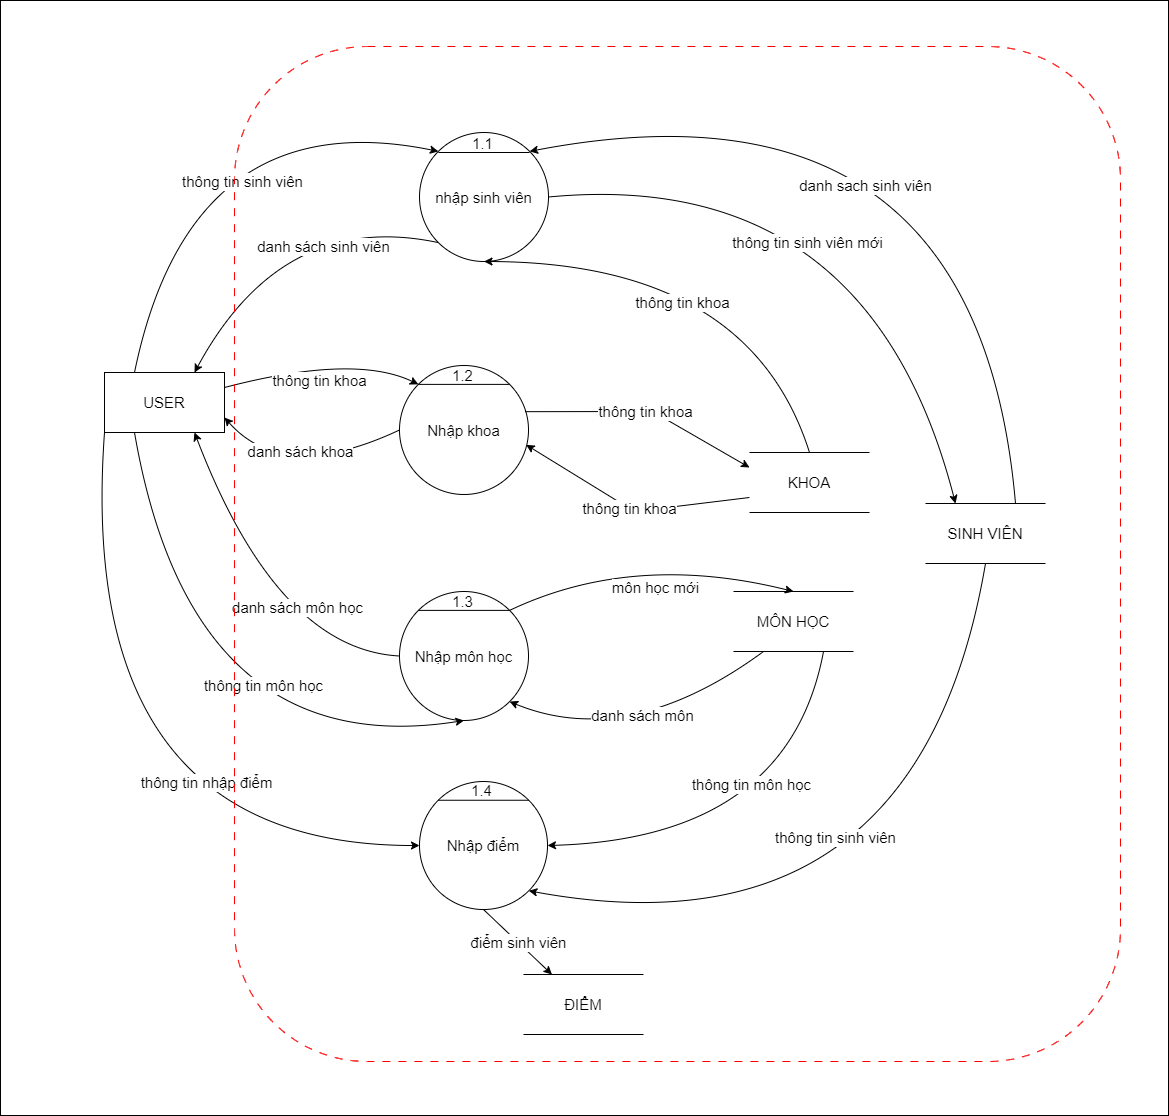 1.1
thông tin sinh viên
danh sach sinh viên
nhập sinh viên
danh sách sinh viên
thông tin sinh viên mới
thông tin khoa
thông tin khoa
1.2
USER
thông tin khoa
Nhập khoa
danh sách khoa
KHOA
thông tin khoa
SINH VIÊN
môn học mới
1.3
danh sách môn học
MÔN HỌC
Nhập môn học
thông tin môn học
danh sách môn
thông tin nhập điểm
thông tin môn học
1.4
thông tin sinh viên
Nhập điểm
điểm sinh viên
ĐIỂM